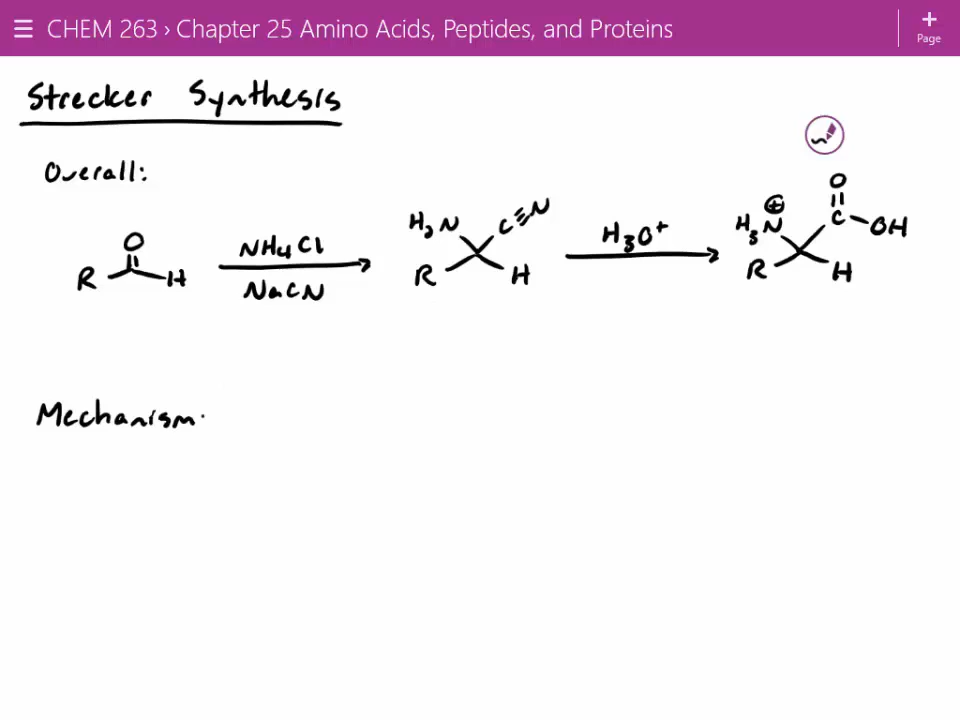 ☰ CHEM 263 › Chapter 25 Amino Acids, Peptides, and Proteins
+
Page
Strecker Synthesis
Overall:
R O H
NH4Cl
NaCN
H2N C≡N
R H
H3O+
H3N⊕ C O OH
R H
Mechanism: